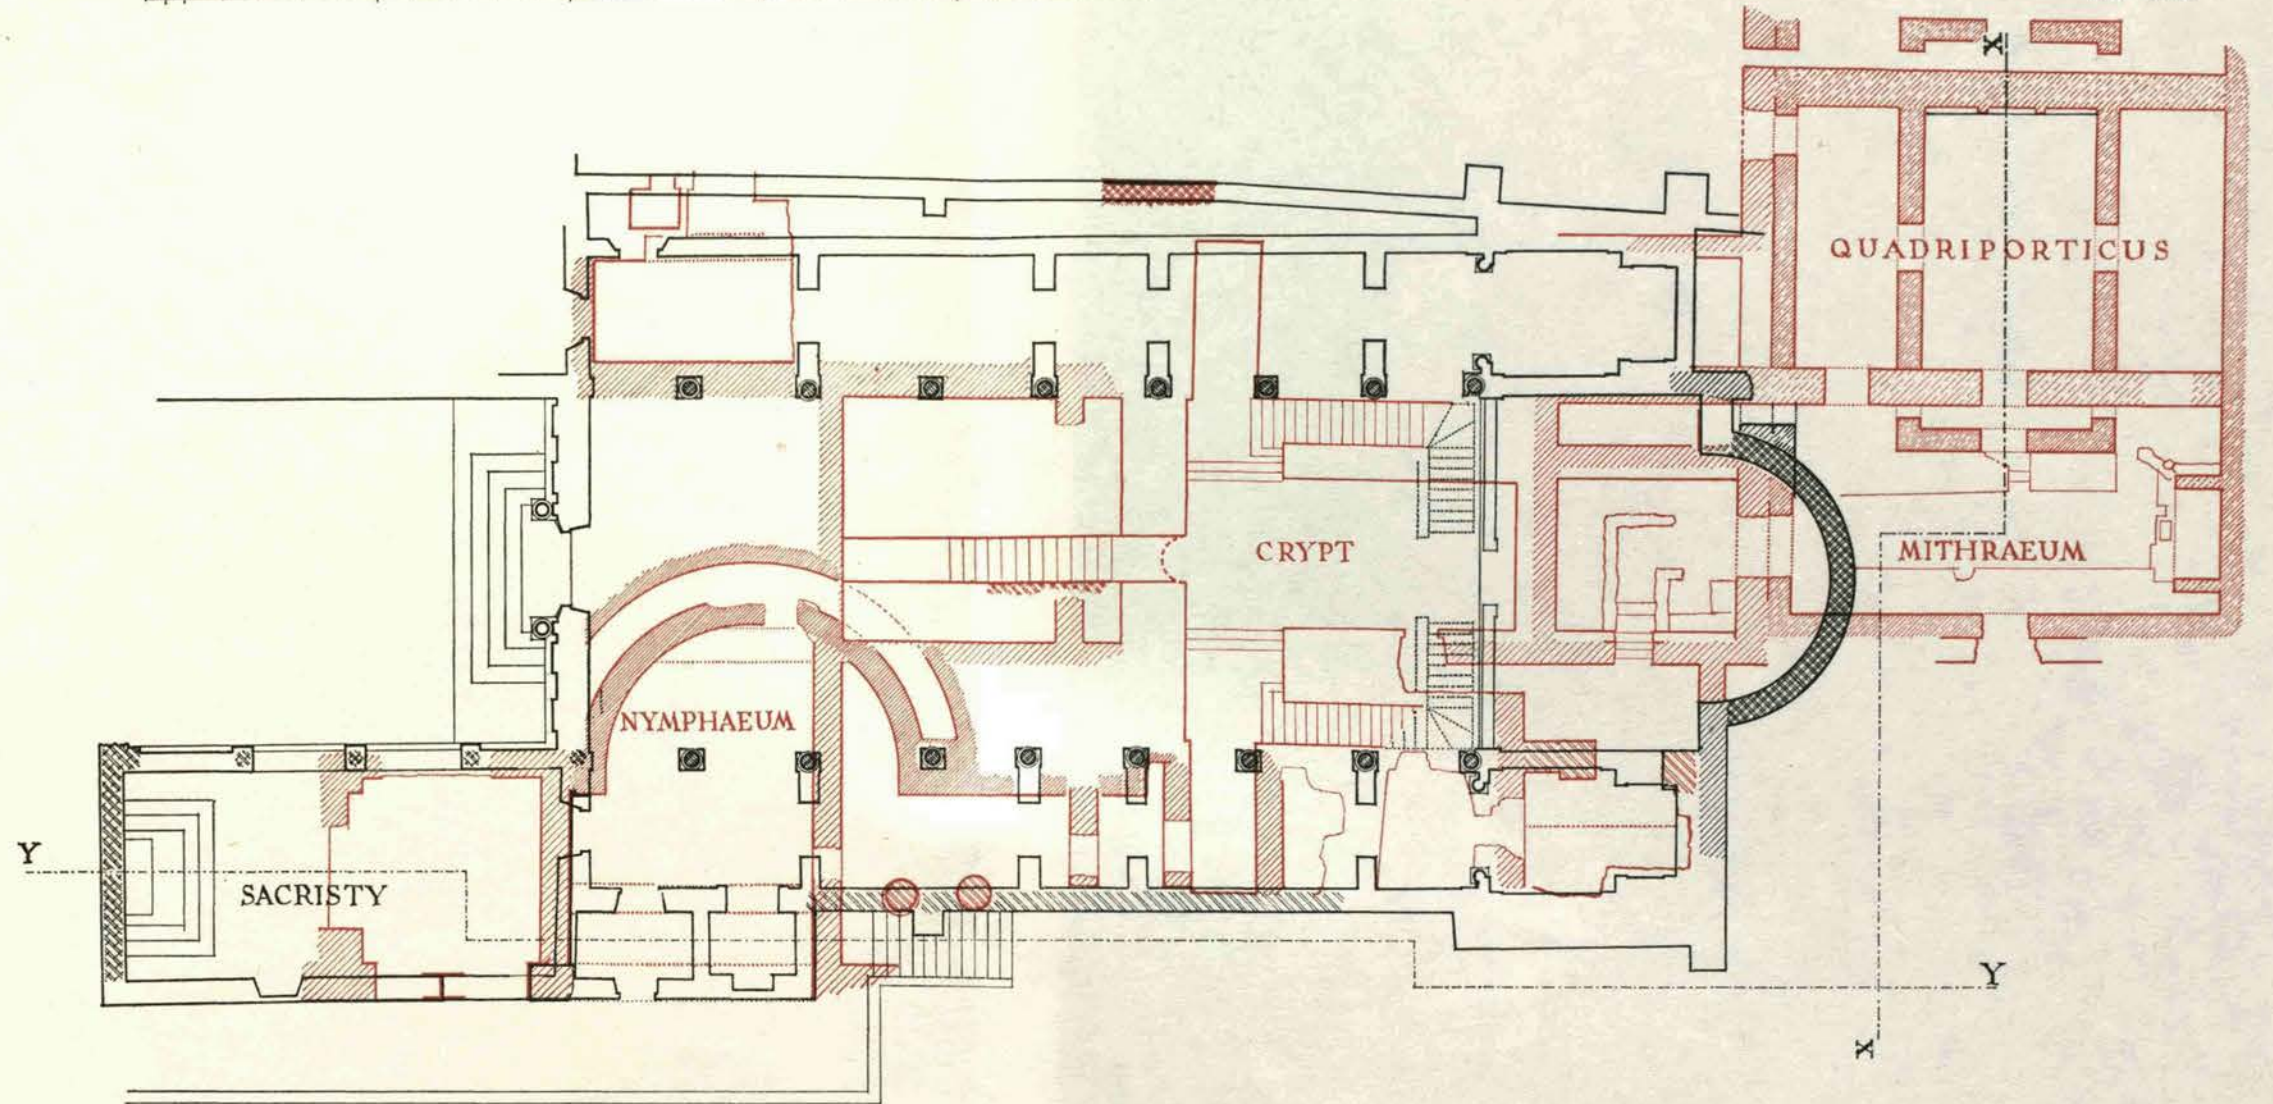 X
QUADRIPORTICUS
CRYPT
MITHRAEUM
NYMPHAEUM
Y
SACRISTY
Y
X